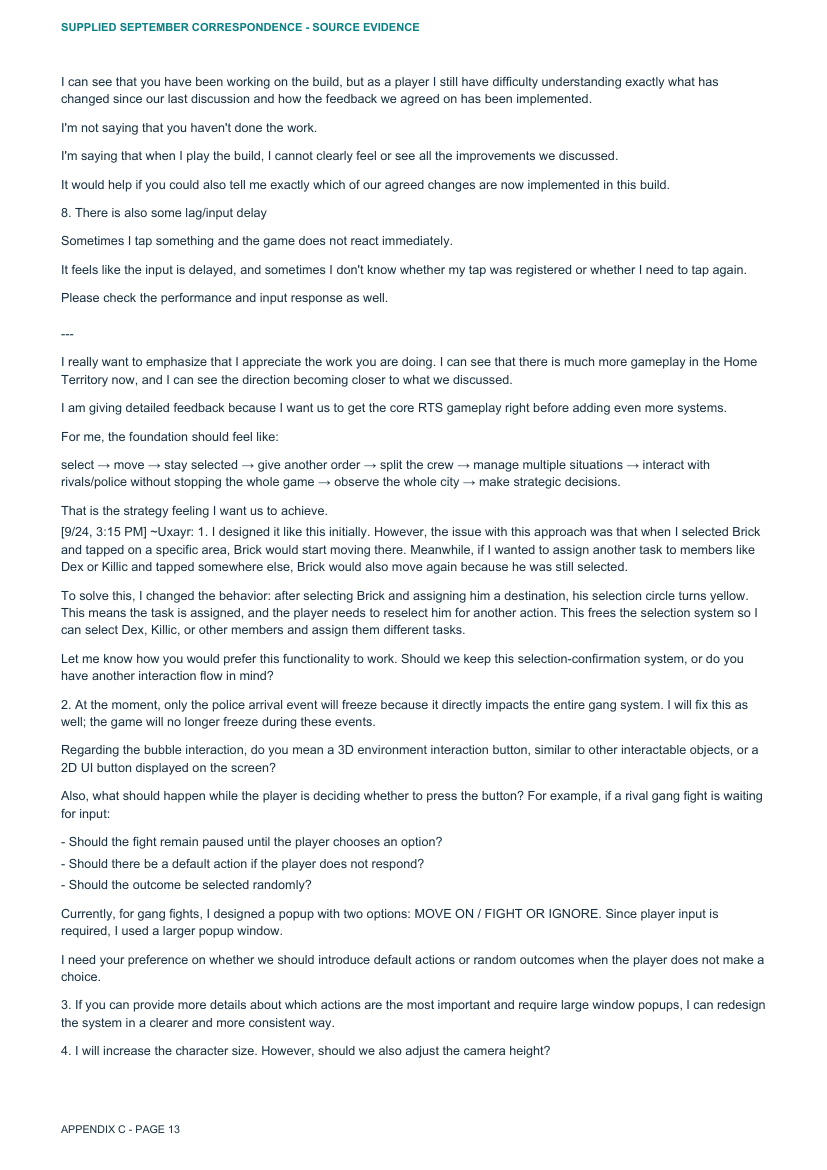 SUPPLIED SEPTEMBER CORRESPONDENCE - SOURCE EVIDENCE
I can see that you have been working on the build, but as a player I still have difficulty understanding exactly what has
changed since our last discussion and how the feedback we agreed on has been implemented.
I'm not saying that you haven't done the work.
I'm saying that when I play the build, I cannot clearly feel or see all the improvements we discussed.
It would help if you could also tell me exactly which of our agreed changes are now implemented in this build.
8. There is also some lag/input delay
Sometimes I tap something and the game does not react immediately.
It feels like the input is delayed, and sometimes I don't know whether my tap was registered or whether I need to tap again.
Please check the performance and input response as well.
---
I really want to emphasize that I appreciate the work you are doing. I can see that there is much more gameplay in the Home
Territory now, and I can see the direction becoming closer to what we discussed.
I am giving detailed feedback because I want us to get the core RTS gameplay right before adding even more systems.
For me, the foundation should feel like:
select → move → stay selected → give another order → split the crew → manage multiple situations → interact with
rivals/police without stopping the whole game → observe the whole city → make strategic decisions.
That is the strategy feeling I want us to achieve.
[9/24, 3:15 PM] ~Uxayr: 1. I designed it like this initially. However, the issue with this approach was that when I selected Brick
and tapped on a specific area, Brick would start moving there. Meanwhile, if I wanted to assign another task to members like
Dex or Killic and tapped somewhere else, Brick would also move again because he was still selected.
To solve this, I changed the behavior: after selecting Brick and assigning him a destination, his selection circle turns yellow.
This means the task is assigned, and the player needs to reselect him for another action. This frees the selection system so I
can select Dex, Killic, or other members and assign them different tasks.
Let me know how you would prefer this functionality to work. Should we keep this selection-confirmation system, or do you
have another interaction flow in mind?
2. At the moment, only the police arrival event will freeze because it directly impacts the entire gang system. I will fix this as
well; the game will no longer freeze during these events.
Regarding the bubble interaction, do you mean a 3D environment interaction button, similar to other interactable objects, or a
2D UI button displayed on the screen?
Also, what should happen while the player is deciding whether to press the button? For example, if a rival gang fight is waiting
for input:
- Should the fight remain paused until the player chooses an option?
- Should there be a default action if the player does not respond?
- Should the outcome be selected randomly?
Currently, for gang fights, I designed a popup with two options: MOVE ON / FIGHT OR IGNORE. Since player input is
required, I used a larger popup window.
I need your preference on whether we should introduce default actions or random outcomes when the player does not make a
choice.
3. If you can provide more details about which actions are the most important and require large window popups, I can redesign
the system in a clearer and more consistent way.
4. I will increase the character size. However, should we also adjust the camera height?
APPENDIX C - PAGE 13